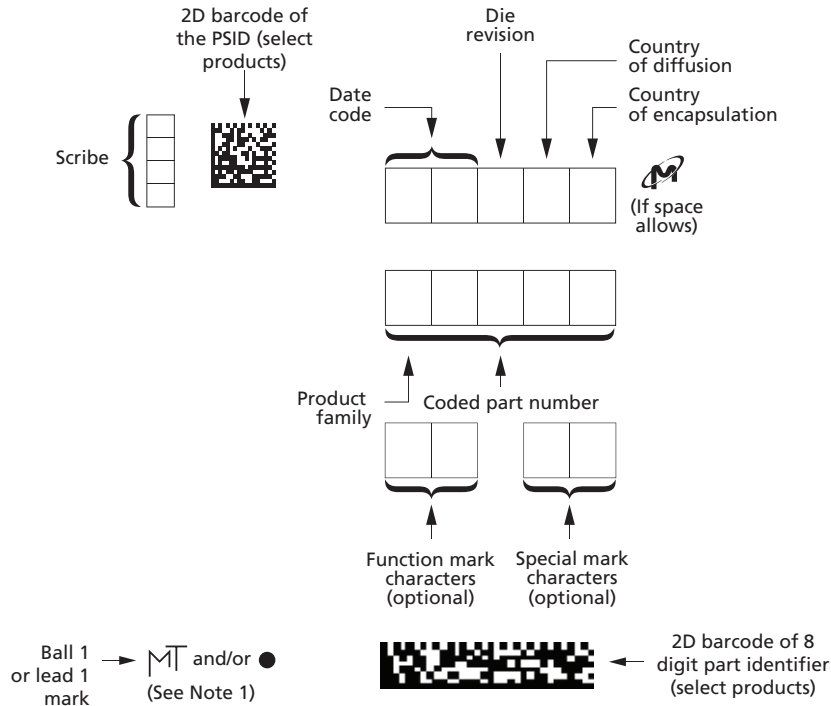 2D barcode of
the PSID (select
products)
Die
revision
Country
of diffusion
Date
code
Country
of encapsulation
Scribe
M
(If space
allows)
Product
family
Coded part number
Function mark
characters
(optional)
Special mark
characters
(optional)
Ball 1
or lead 1
mark
MT and/or
(See Note 1)
2D barcode of 8
digit part identifier
(select products)